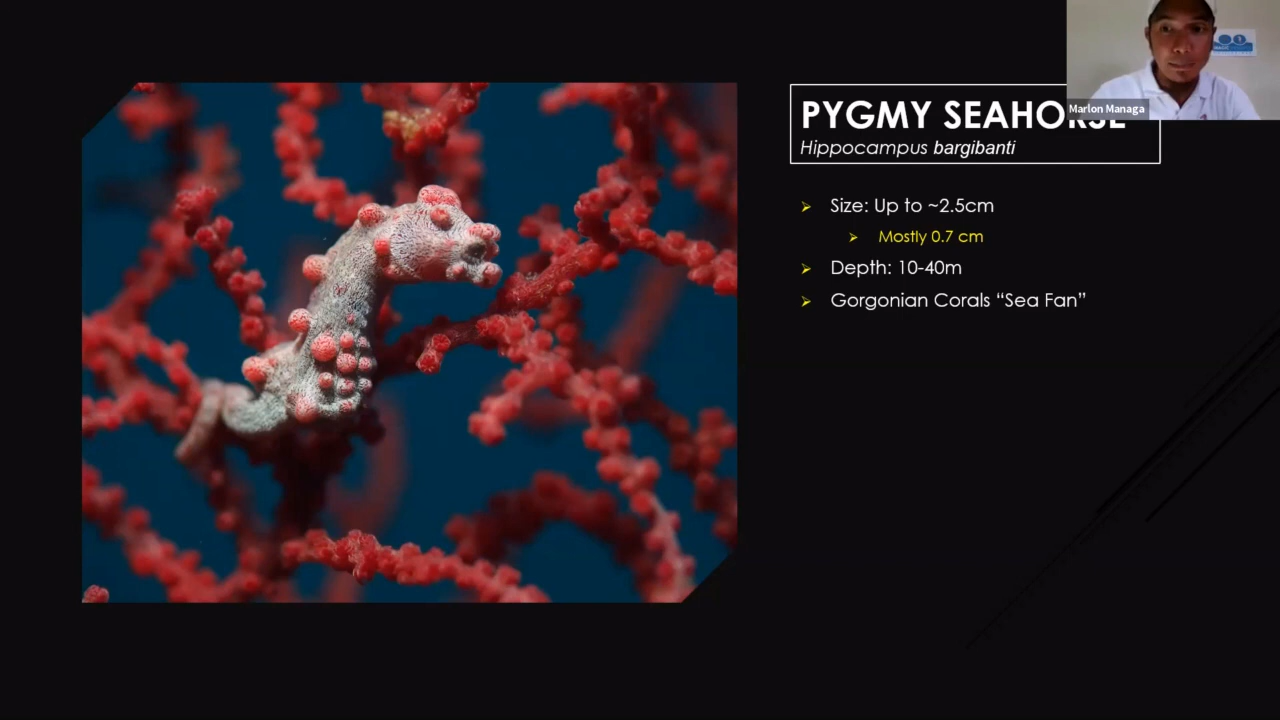 PYGMY SEAHORSE
Marlon Managa
Hippocampus bargibanti
Size: Up to ~2.5cm
Mostly 0.7 cm
Depth: 10-40m
Gorgonian Corals “Sea Fan”